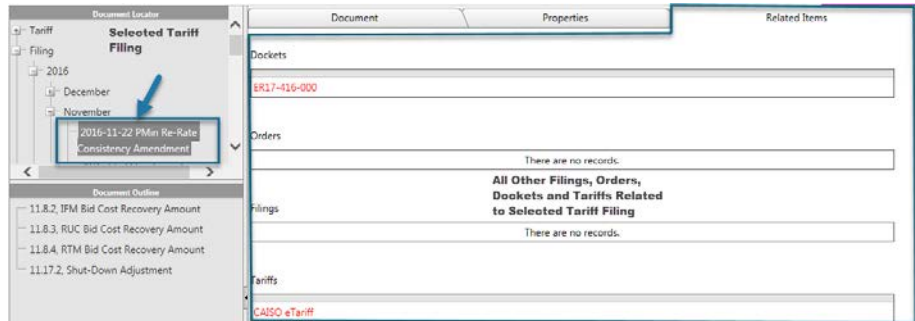 Document Locator
Tariff
Selected Tariff
Filing
Filing
2016
December
November
2016-11-22 PMin Re-Rate
Consistency Amendment
Document Outline
11.8.2, IFM Bid Cost Recovery Amount
11.8.3, RUC Bid Cost Recovery Amount
11.8.4, RTM Bid Cost Recovery Amount
11.17.2, Shut-Down Adjustment
Document
Properties
Related Items
Dockets
ER17-416-000
Orders
There are no records.
All Other Filings, Orders,
Dockets and Tariffs Related
to Selected Tariff Filing
Filings
There are no records.
Tariffs
CAISO eTariff